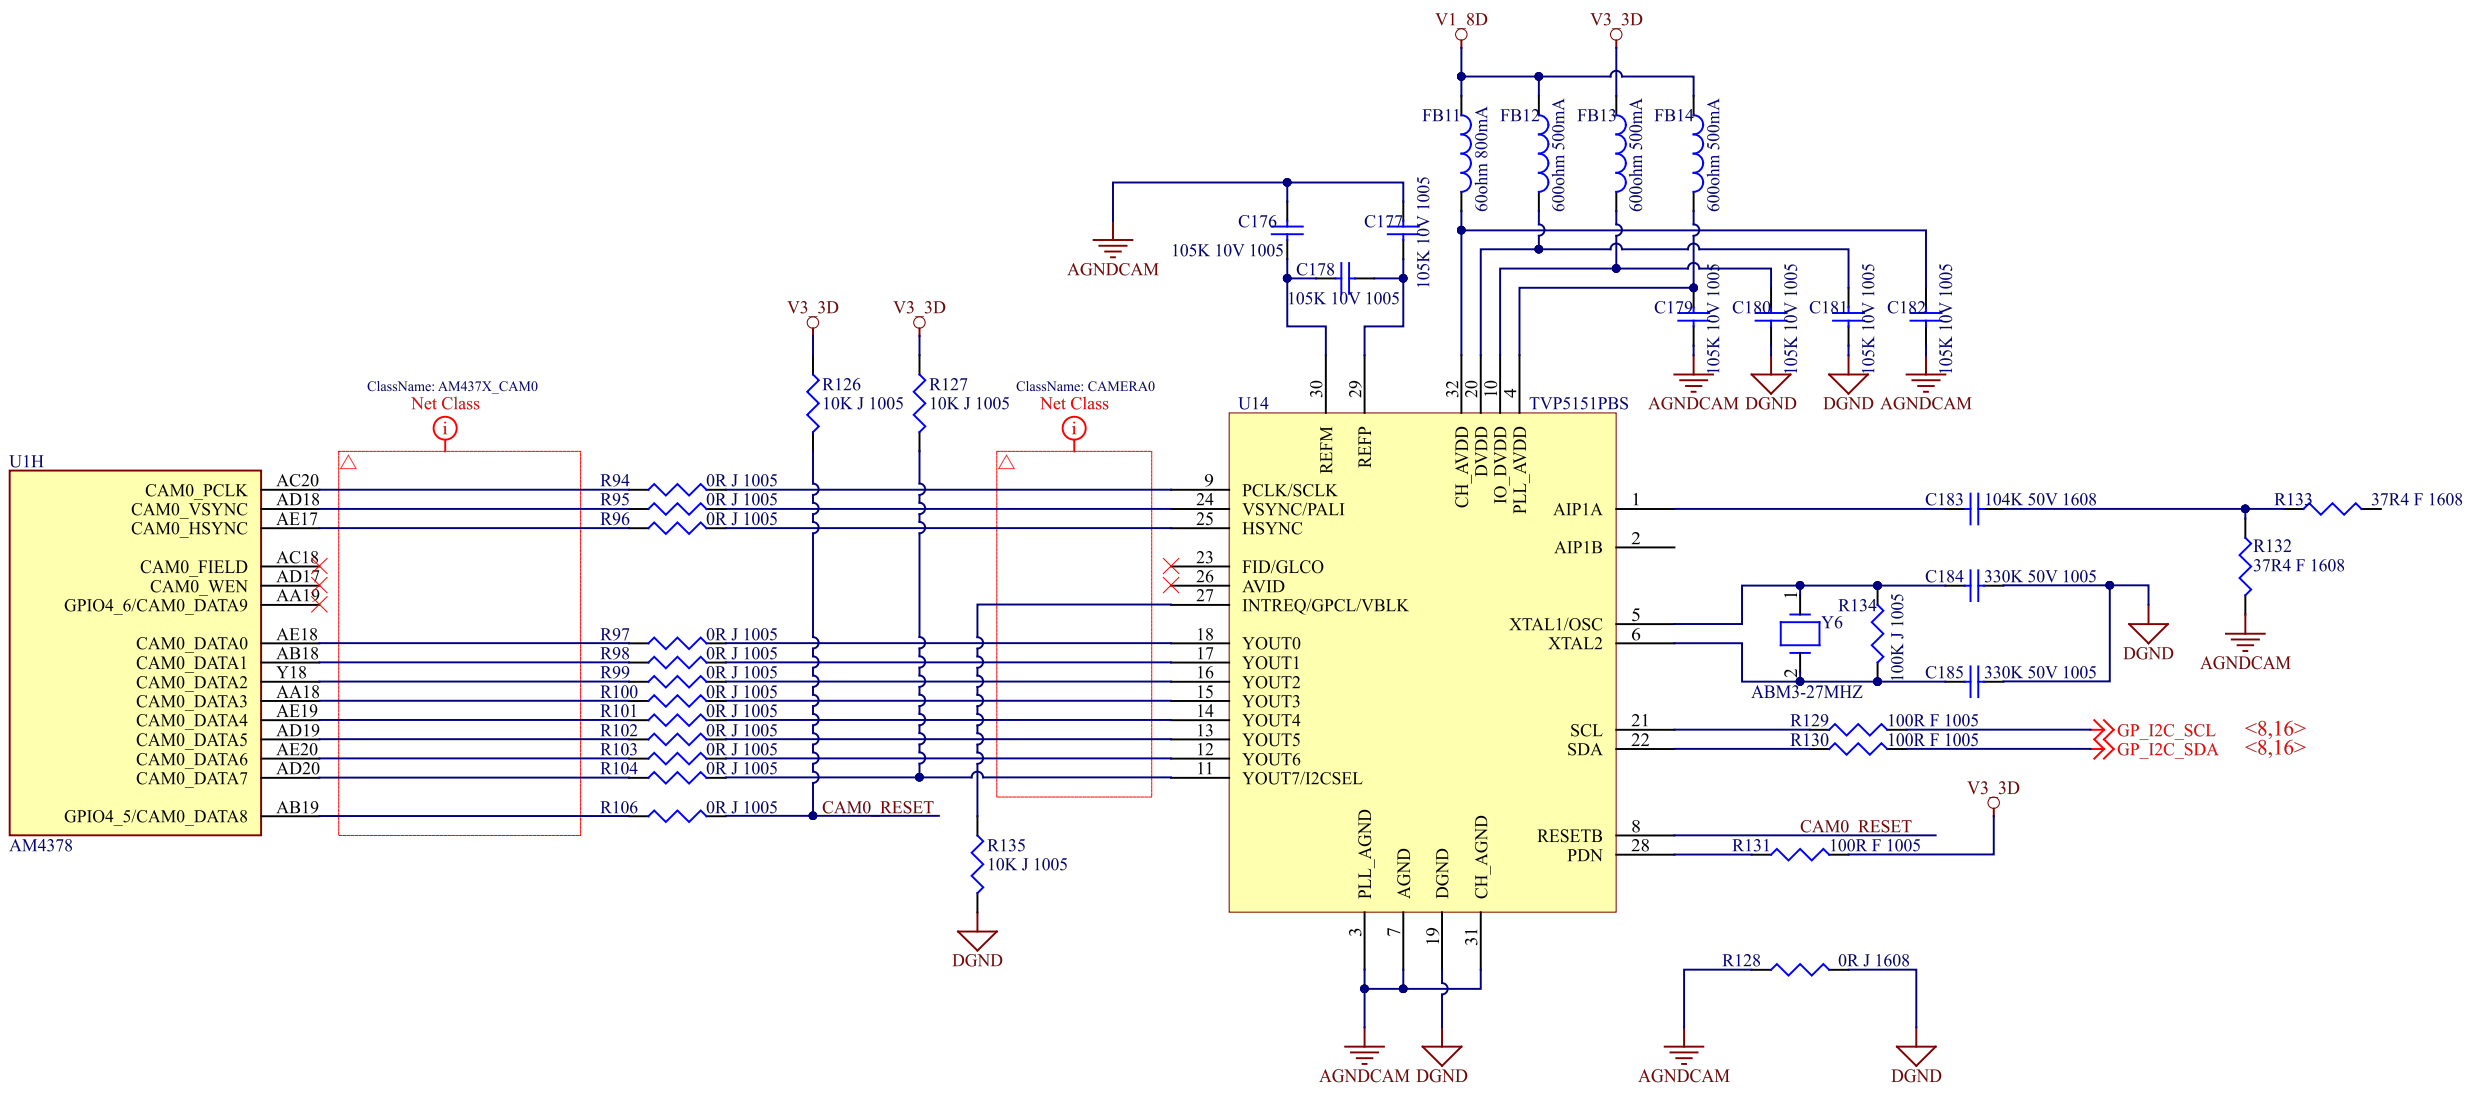 V1_8D
V3_3D
FB11
60ohm 800mA
FB12
600ohm 500mA
FB13
600ohm 500mA
FB14
600ohm 500mA
C176
105K 10V 1005
C177
105K 10V 1005
C178
105K 10V 1005
AGNDCAM
C179
105K 10V 1005
C180
105K 10V 1005
C181
105K 10V 1005
C182
105K 10V 1005
AGNDCAM
DGND
DGND
AGNDCAM
V3_3D
V3_3D
R126
10K J 1005
R127
10K J 1005
ClassName: AM437X_CAM0
Net Class
i
ClassName: CAMERA0
Net Class
i
U1H
CAM0_PCLK
AC20
CAM0_VSYNC
AD18
CAM0_HSYNC
AE17
CAM0_FIELD
AC18
CAM0_WEN
AD17
GPIO4_6/CAM0_DATA9
AA19
CAM0_DATA0
AE18
CAM0_DATA1
AB18
CAM0_DATA2
Y18
CAM0_DATA3
AA18
CAM0_DATA4
AE19
CAM0_DATA5
AD19
CAM0_DATA6
AE20
CAM0_DATA7
AD20
GPIO4_5/CAM0_DATA8
AB19
AM4378
R94 0R J 1005
R95 0R J 1005
R96 0R J 1005
R97 0R J 1005
R98 0R J 1005
R99 0R J 1005
R100 0R J 1005
R101 0R J 1005
R102 0R J 1005
R103 0R J 1005
R104 0R J 1005
R106 0R J 1005
CAM0_RESET
R135
10K J 1005
DGND
U14
TVP5151PBS
30
REFM
29
REFP
32
CH_AVDD
20
DVDD
10
IO_DVDD
4
PLL_AVDD
9
PCLK/SCLK
24
VSYNC/PALI
25
HSYNC
23
FID/GLCO
26
AVID
27
INTREQ/GPCL/VBLK
18
YOUT0
17
YOUT1
16
YOUT2
15
YOUT3
14
YOUT4
13
YOUT5
12
YOUT6
11
YOUT7/I2CSEL
AIP1A
1
AIP1B
2
XTAL1/OSC
5
XTAL2
6
SCL
21
SDA
22
RESETB
8
PDN
28
PLL_AGND
3
AGND
7
DGND
19
CH_AGND
31
AGNDCAM
DGND
C183 104K 50V 1608
R133 37R4 F 1608
R132
37R4 F 1608
AGNDCAM
C184 330K 50V 1005
1
Y6
2
ABM3-27MHZ
R134
100K J 1005
C185 330K 50V 1005
DGND
R129 100R F 1005
GP_I2C_SCL <8,16>
R130 100R F 1005
GP_I2C_SDA <8,16>
V3_3D
CAM0_RESET
R131 100R F 1005
R128 0R J 1608
AGNDCAM
DGND